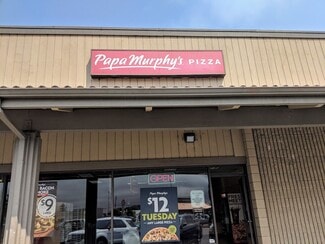 Papa Murphy's PIZZA
OPEN
Papa Murphy's
$12
TUESDAY
ANY LARGE PIZZA
BACON
$9